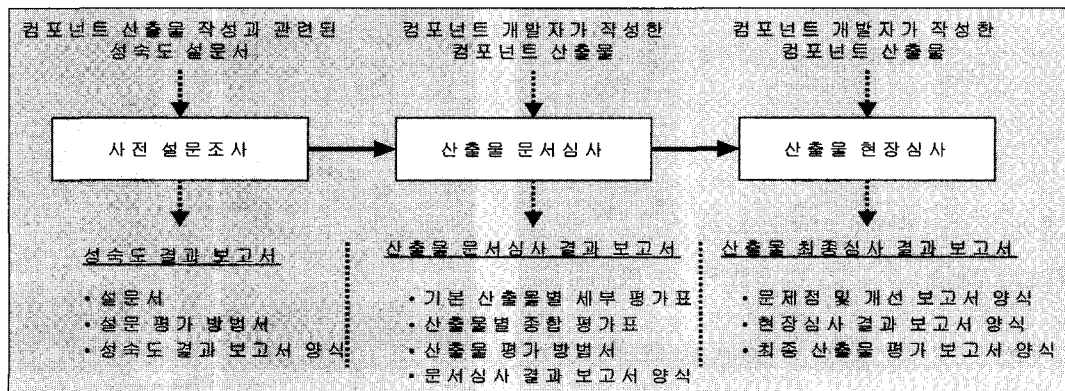 컴포넌트 산출물 작성과 관련된
성숙도 설문서
컴포넌트 개발자가 작성한
컴포넌트 산출물
컴포넌트 개발자가 작성한
컴포넌트 산출물
사전 설문조사
산출물 문서심사
산출물 현장심사
성숙도 결과 보고서
• 설문서
• 설문 평가 방법서
• 성숙도 결과 보고서 양식
산출물 문서심사 결과 보고서
• 기본 산출물별 세부 평가표
• 산출물별 종합 평가표
• 산출물 평가 방법서
• 문서심사 결과 보고서 양식
산출물 최종심사 결과 보고서
• 문제점 및 개선 보고서 양식
• 현장심사 결과 보고서 양식
• 최종 산출물 평가 보고서 양식